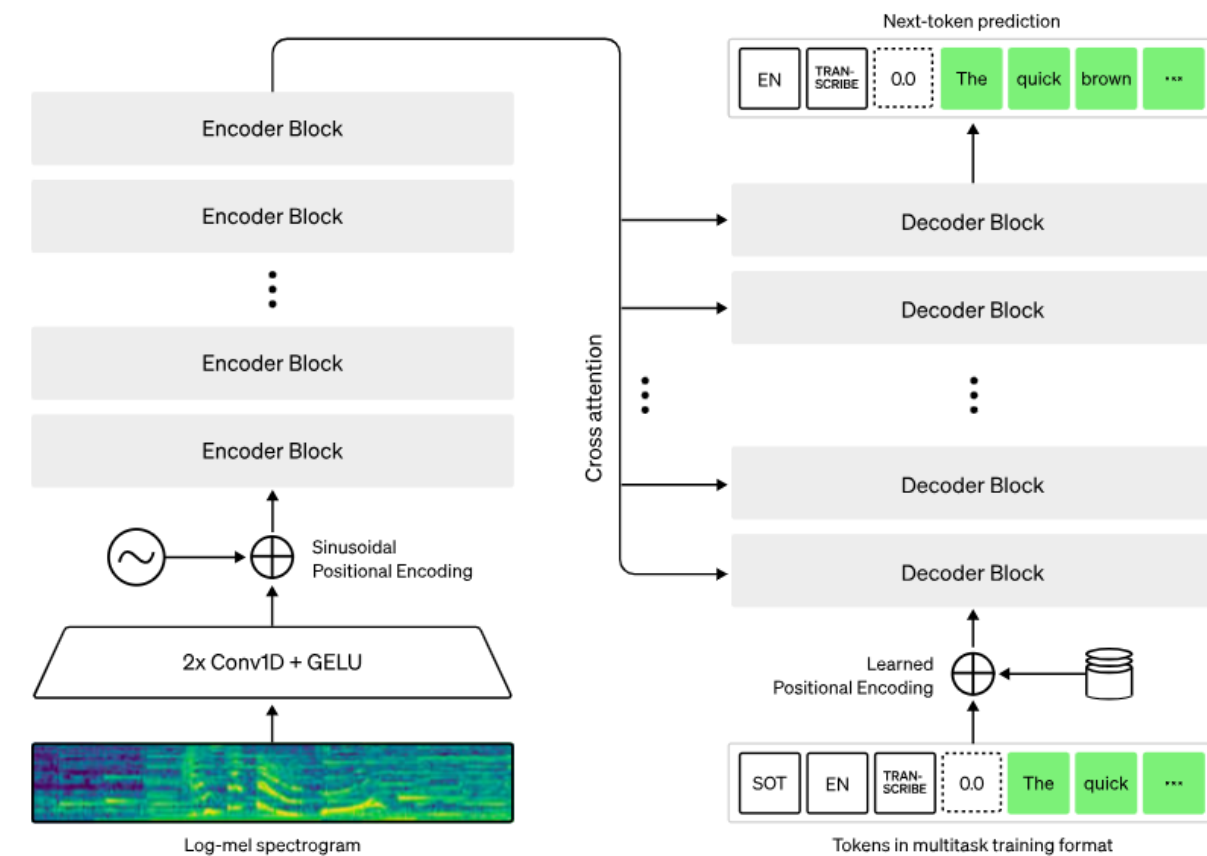 Next-token prediction
EN
TRAN-
SCRIBE
0.0
The
quick
brown
...
Encoder Block
Encoder Block
Encoder Block
Encoder Block
Sinusoidal
Positional Encoding
2x Conv1D + GELU
Log-mel spectrogram
Cross attention
Decoder Block
Decoder Block
Decoder Block
Decoder Block
Learned
Positional Encoding
SOT
EN
TRAN-
SCRIBE
0.0
The
quick
...
Tokens in multitask training format